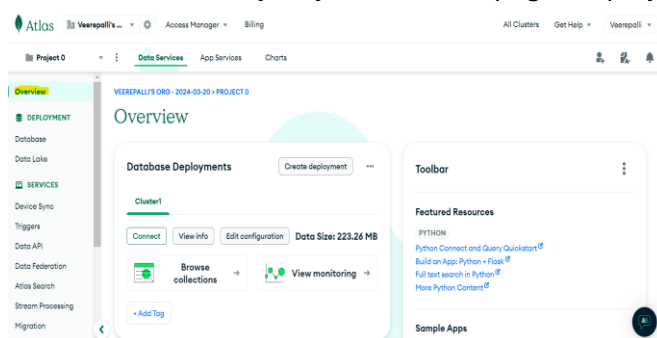 Atlas
Veerepalli's ...
Access Manager
Billing
All Clusters
Get Help
Veerepalli
Project 0
Data Services
App Services
Charts
Overview
DEPLOYMENT
Database
Data Lake
SERVICES
Device Sync
Triggers
Data API
Data Federation
Atlas Search
Stream Processing
Migration
VEEREPALLI'S ORG - 2024-03-20 > PROJECT 0
Overview
Database Deployments
Create deployment
Cluster1
Connect
View info
Edit configuration
Data Size: 223.26 MB
Browse
collections
View monitoring
+ Add Tag
Toolbar
Featured Resources
PYTHON
Python Connect and Query Quickstart
Build an App: Python + Flask
Full text search in Python
More Python Content
Sample Apps